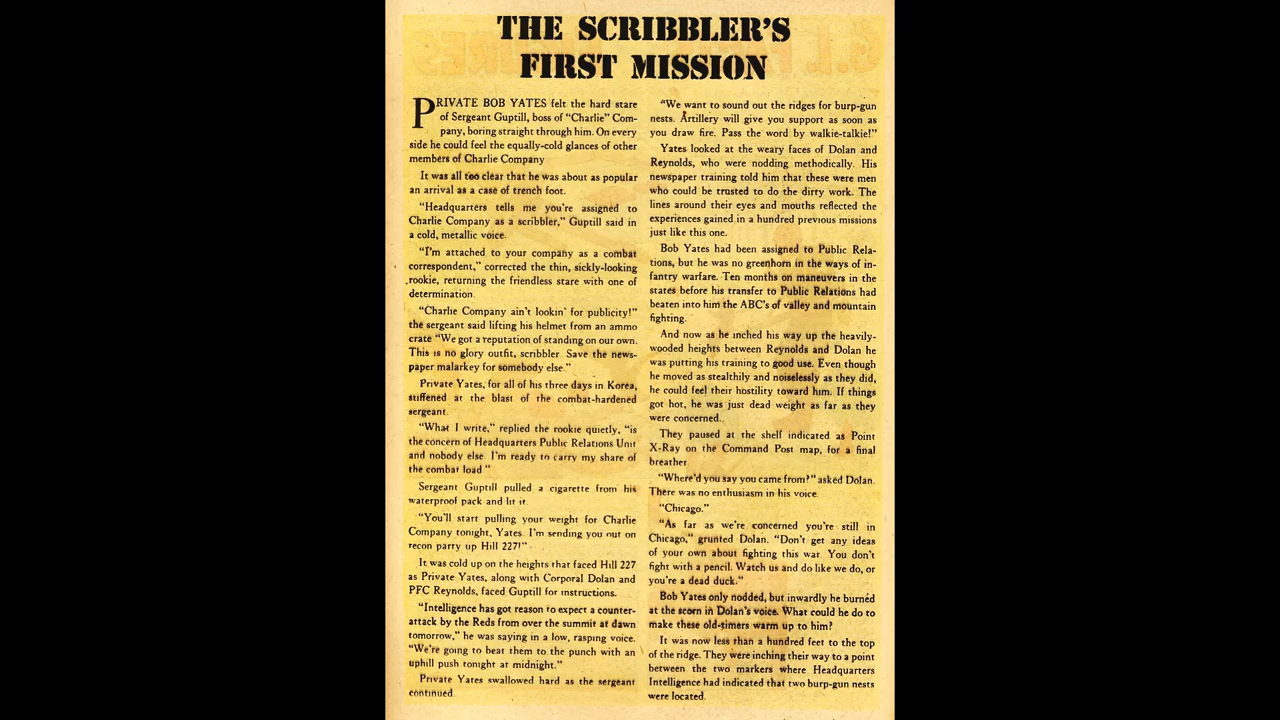 THE SCRIBBLER'S
FIRST MISSION
PRIVATE BOB YATES felt the hard stare
of Sergeant Guptill, boss of "Charlie" Com-
pany, boring straight through him. On every
side he could feel the equally-cold glances of other
members of Charlie Company
It was all too clear that he was about as popular
an arrival as a case of trench foot.
"Headquarters tells me you're assigned to
Charlie Company as a scribbler," Guptill said in
a cold, metallic voice.
"I'm attached to your company as a combat
correspondent," corrected the thin, sickly-looking
rookie, returning the friendless stare with one of
determination.
"Charlie Company ain't lookin' for publicity!"
the sergeant said lifting his helmet from an ammo
crate "We got a reputation of standing on our own.
This is no glory outfit, scribbler. Save the news-
paper malarkey for somebody else."
Private Yates, for all of his three days in Korea,
stiffened at the blast of the combat-hardened
sergeant.
"What I write," replied the rookie quietly, "is
the concern of Headquarters Public Relations Unit
and nobody else. I'm ready to carry my share of
the combat load"
Sergeant Guptill pulled a cigarette from his
waterproof pack and lit it.
"You'll start pulling your weight for Charlie
Company tonight, Yates. I'm sending you out on
recon party up Hill 227!"
It was cold up on the heights that faced Hill 227
as Private Yates, along with Corporal Dolan and
PFC Reynolds, faced Guptill for instructions.
"Intelligence has got reason to expect a counter-
attack by the Reds from over the summit at dawn
tomorrow," he was saying in a low, rasping voice.
"We're going to beat them to the punch with an
uphill push tonight at midnight."
Private Yates swallowed hard as the sergeant
continued.
"We want to sound out the ridges for burp-gun
nests. Artillery will give you support as soon as
you draw fire. Pass the word by walkie-talkie!"
Yates looked at the weary faces of Dolan and
Reynolds, who were nodding methodically. His
newspaper training told him that these were men
who could be trusted to do the dirty work. The
lines around their eyes and mouths reflected the
experiences gained in a hundred previous missions
just like this one.
Bob Yates had been assigned to Public Rela-
tions, but he was no greenhorn in the ways of in-
fantry warfare. Ten months on maneuvers in the
states before his transfer to Public Relations had
beaten into him the ABC's of valley and mountain
fighting.
And now as he inched his way up the heavily-
wooded heights between Reynolds and Dolan he
was putting his training to good use. Even though
he moved as stealthily and noiselessly as they did,
he could feel their hostility toward him. If things
got hot, he was just dead weight as far as they
were concerned.
They paused at the shelf indicated as Point
X-Ray on the Command Post map, for a final
breather
"Where'd you say you came from?" asked Dolan.
There was no enthusiasm in his voice.
"Chicago."
"As far as we're concerned you're still in
Chicago," grunted Dolan. "Don't get any ideas
of your own about fighting this war. You don't
fight with a pencil. Watch us and do like we do, or
you're a dead duck."
Bob Yates only nodded, but inwardly he burned
at the scorn in Dolan's voice. What could he do to
make these old-timers warm up to him?
It was now less than a hundred feet to the top
of the ridge. They were inching their way to a point
between the two markers where Headquarters
Intelligence had indicated that two burp-gun nests
were located.